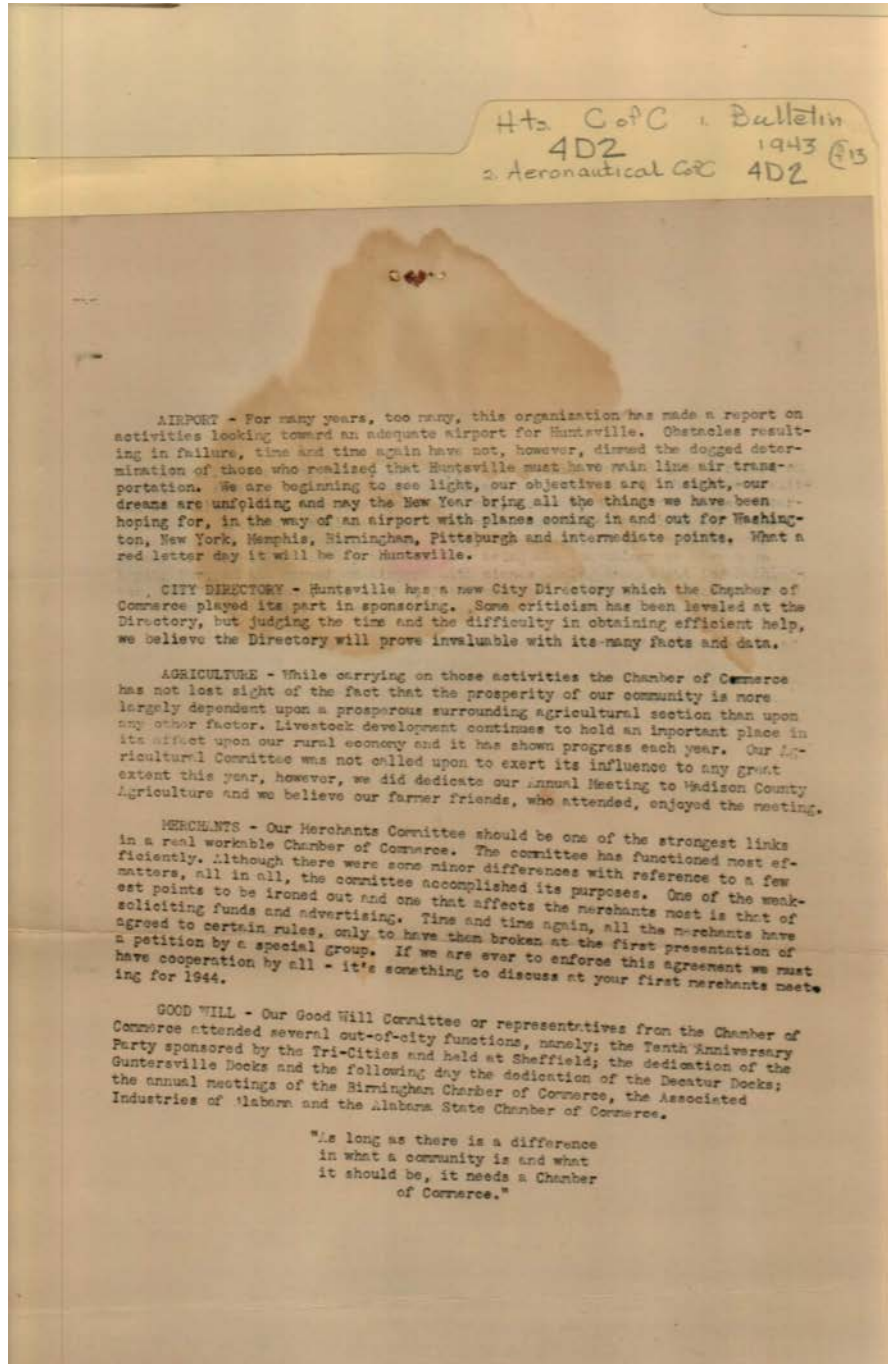 Hts. C of C 1. Bulletin
4D2 1943
2. Aeronautical CofC 4D2
AIRPORT - For many years, too many, this organization has made a report on
activities looking toward an adequate airport for Huntsville. Obstacles result-
ing in failure, time and time again have not, however, dimmed the dogged deter-
mination of those who realized that Huntsville must have main line air trans-
portation. We are beginning to see light, our objectives are in sight, our
dreams are unfolding and may the New Year bring all the things we have been
hoping for, in the way of an airport with planes coming in and out for Washing-
ton, New York, Memphis, Birmingham, Pittsburgh and intermediate points. What a
red letter day it will be for Huntsville.
CITY DIRECTORY - Huntsville has a new City Directory which the Chamber of
Commerce played its part in sponsoring. Some criticism has been leveled at the
Directory, but judging the time and the difficulty in obtaining efficient help,
we believe the Directory will prove invaluable with its many facts and data.
AGRICULTURE - While carrying on those activities the Chamber of Commerce
has not lost sight of the fact that the prosperity of our community is more
largely dependent upon a prosperous surrounding agricultural section than upon
any other factor. Livestock development continues to hold an important place in
its affect upon our rural economy and it has shown progress each year. Our Ag-
ricultural Committee was not called upon to exert its influence to any great
extent this year, however, we did dedicate our Annual Meeting to Madison County
Agriculture and we believe our farmer friends, who attended, enjoyed the meeting.
MERCHANTS - Our Merchants Committee should be one of the strongest links
in a real workable Chamber of Commerce. The committee has functioned most ef-
ficiently. Although there were some minor differences with reference to a few
matters, all in all, the committee accomplished its purposes. One of the weak-
est points to be ironed out and one that affects the merchants most is that of
soliciting funds and advertising. Time and time again, all the merchants have
agreed to certain rules, only to have them broken at the first presentation of
a petition by a special group. If we are ever to enforce this agreement we must
have cooperation by all - it's something to discuss at your first merchants meet-
ing for 1944.
GOOD WILL - Our Good Will Committee or representatives from the Chamber of
Commerce attended several out-of-city functions, namely; the Tenth Anniversary
Party sponsored by the Tri-Cities and held at Sheffield; the dedication of the
Guntersville Docks and the following day the dedication of the Decatur Docks;
the annual meetings of the Birmingham Chamber of Commerce, the Associated
Industries of Alabama and the Alabama State Chamber of Commerce.
"As long as there is a difference
in what a community is and what
it should be, it needs a Chamber
of Commerce."